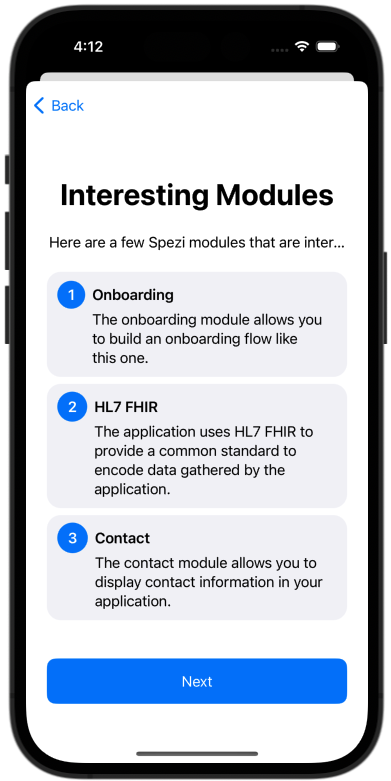 4:12
Back
Interesting Modules
Here are a few Spezi modules that are inter...
1 Onboarding
The onboarding module allows you
to build an onboarding flow like
this one.
2 HL7 FHIR
The application uses HL7 FHIR to
provide a common standard to
encode data gathered by the
application.
3 Contact
The contact module allows you to
display contact information in your
application.
Next